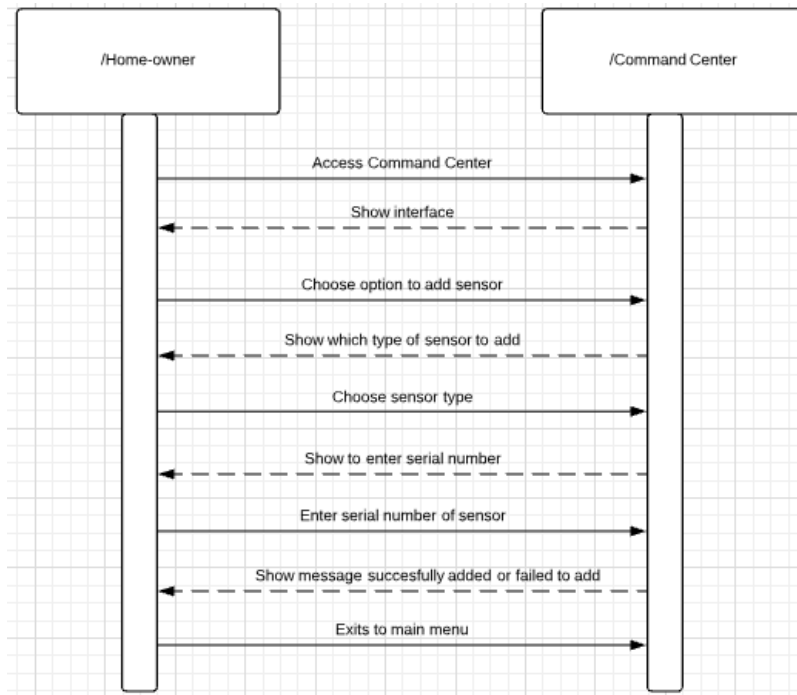 /Home-owner
/Command Center
Access Command Center
Show interface
Choose option to add sensor
Show which type of sensor to add
Choose sensor type
Show to enter serial number
Enter serial number of sensor
Show message succesfully added or failed to add
Exits to main menu